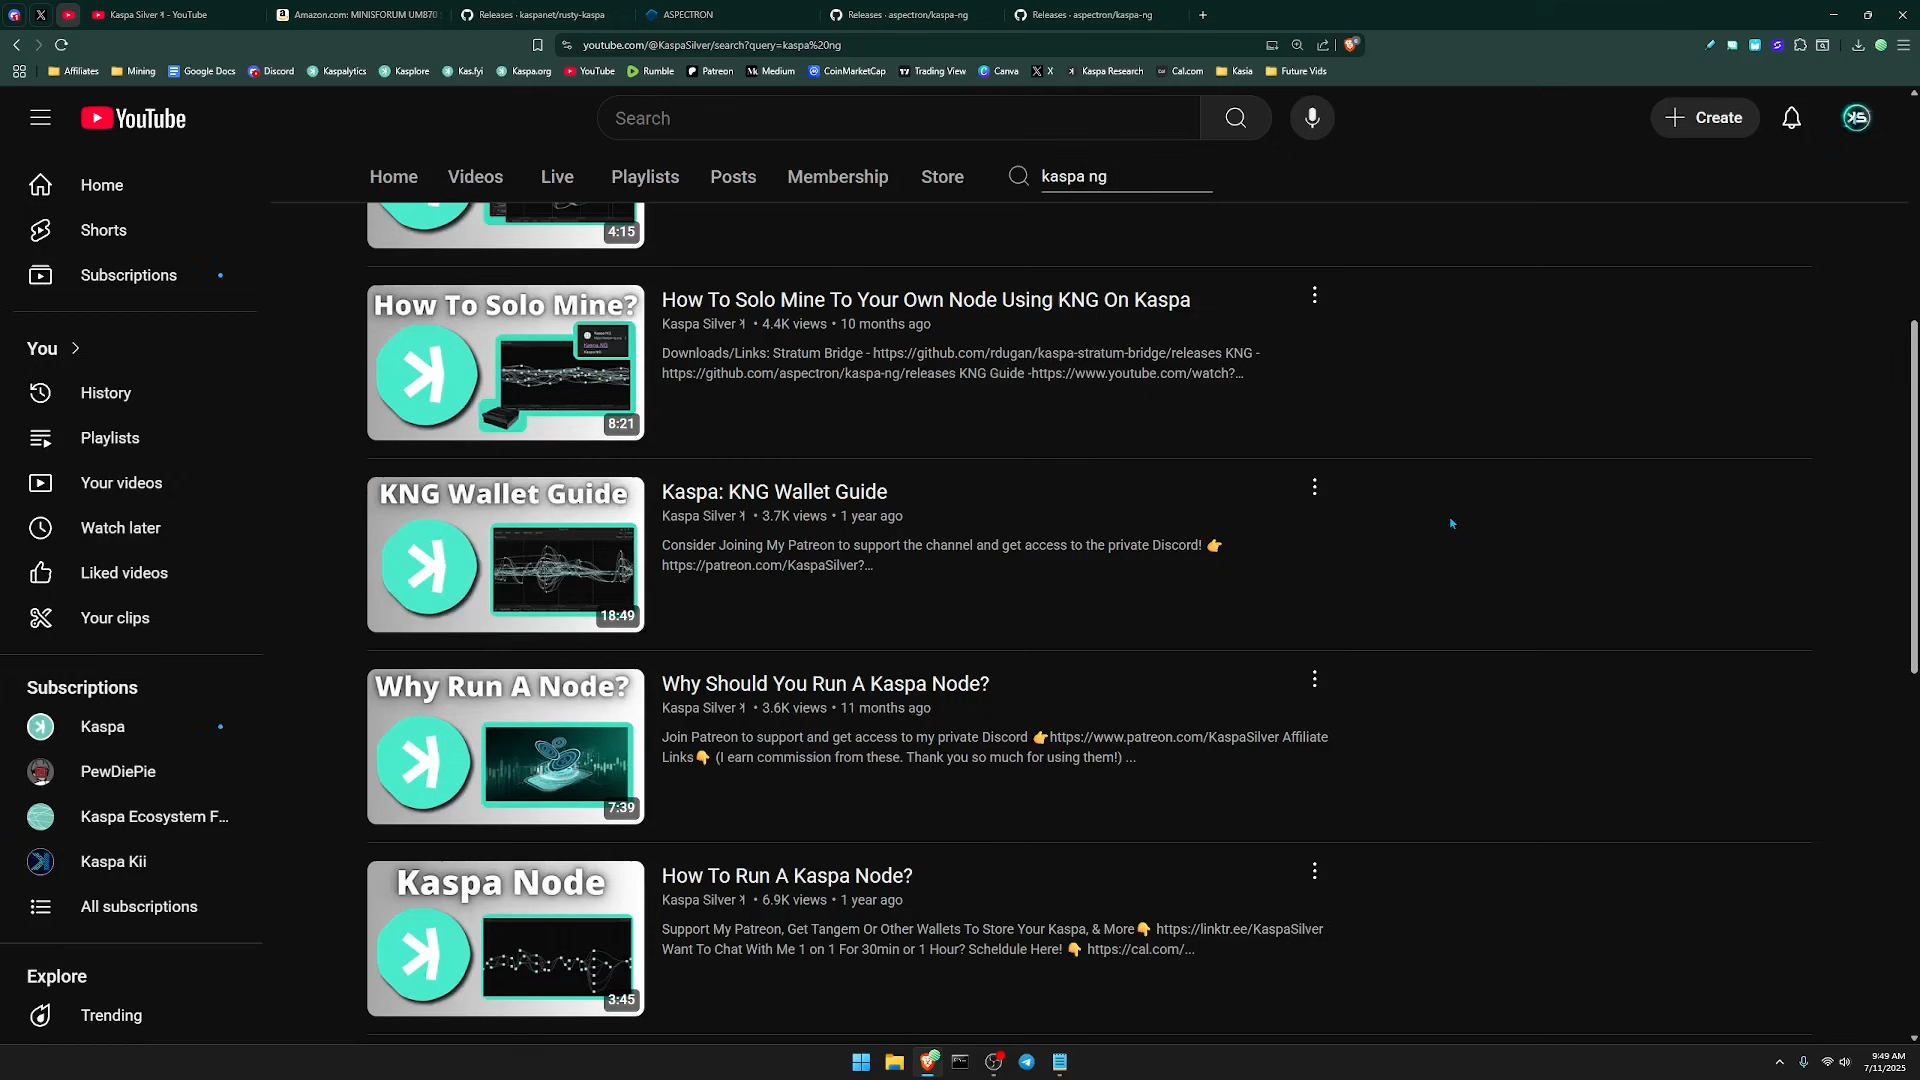 Kaspa Silver - YouTube
Amazon.com: MINISFORUM UM870
Releases · kaspanet/rusty-kaspa
ASPECTRON
Releases · aspectron/kaspa-ng
Releases · aspectron/kaspa-ng
youtube.com/@KaspaSilver/search?query=kaspa%20ng
Affiliates
Mining
Google Docs
Discord
Kaspalytics
Kasplore
Kas.fyi
Kaspa.org
YouTube
Rumble
Patreon
Medium
CoinMarketCap
Trading View
Canva
X
Kaspa Research
Cal.com
Kasia
Future Vids
YouTube
Search
Create
Home
Videos
Live
Playlists
Posts
Membership
Store
kaspa ng
Home
Shorts
Subscriptions
You
History
Playlists
Your videos
Watch later
Liked videos
Your clips
Subscriptions
Kaspa
PewDiePie
Kaspa Ecosystem F...
Kaspa Kii
All subscriptions
Explore
Trending
4:15
How To Solo Mine?
8:21
How To Solo Mine To Your Own Node Using KNG On Kaspa
Kaspa Silver • 4.4K views • 10 months ago
Downloads/Links: Stratum Bridge - https://github.com/rdugan/kaspa-stratum-bridge/releases KNG -
https://github.com/aspectron/kaspa-ng/releases KNG Guide -https://www.youtube.com/watch?...
KNG Wallet Guide
18:49
Kaspa: KNG Wallet Guide
Kaspa Silver • 3.7K views • 1 year ago
Consider Joining My Patreon to support the channel and get access to the private Discord! 👉
https://patreon.com/KaspaSilver?...
Why Run A Node?
7:39
Why Should You Run A Kaspa Node?
Kaspa Silver • 3.6K views • 11 months ago
Join Patreon to support and get access to my private Discord 👉https://www.patreon.com/KaspaSilver Affiliate
Links👇 (I earn commission from these. Thank you so much for using them!) ...
Kaspa Node
3:45
How To Run A Kaspa Node?
Kaspa Silver • 6.9K views • 1 year ago
Support My Patreon, Get Tangem Or Other Wallets To Store Your Kaspa, & More👇 https://linktr.ee/KaspaSilver
Want To Chat With Me 1 on 1 For 30min or 1 Hour? Scheldule Here! 👇 https://cal.com/...
9:49 AM
7/11/2025